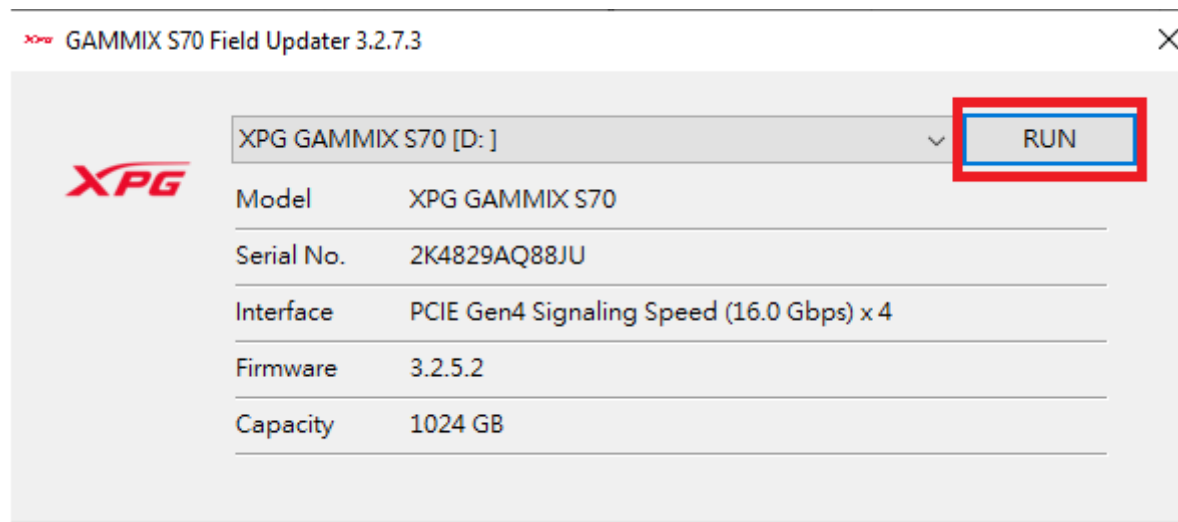 XPG GAMMIX S70 Field Updater 3.2.7.3
XPG GAMMIX S70 [D: ] RUN
XPG
Model XPG GAMMIX S70
Serial No. 2K4829AQ88JU
Interface PCIE Gen4 Signaling Speed (16.0 Gbps) x 4
Firmware 3.2.5.2
Capacity 1024 GB